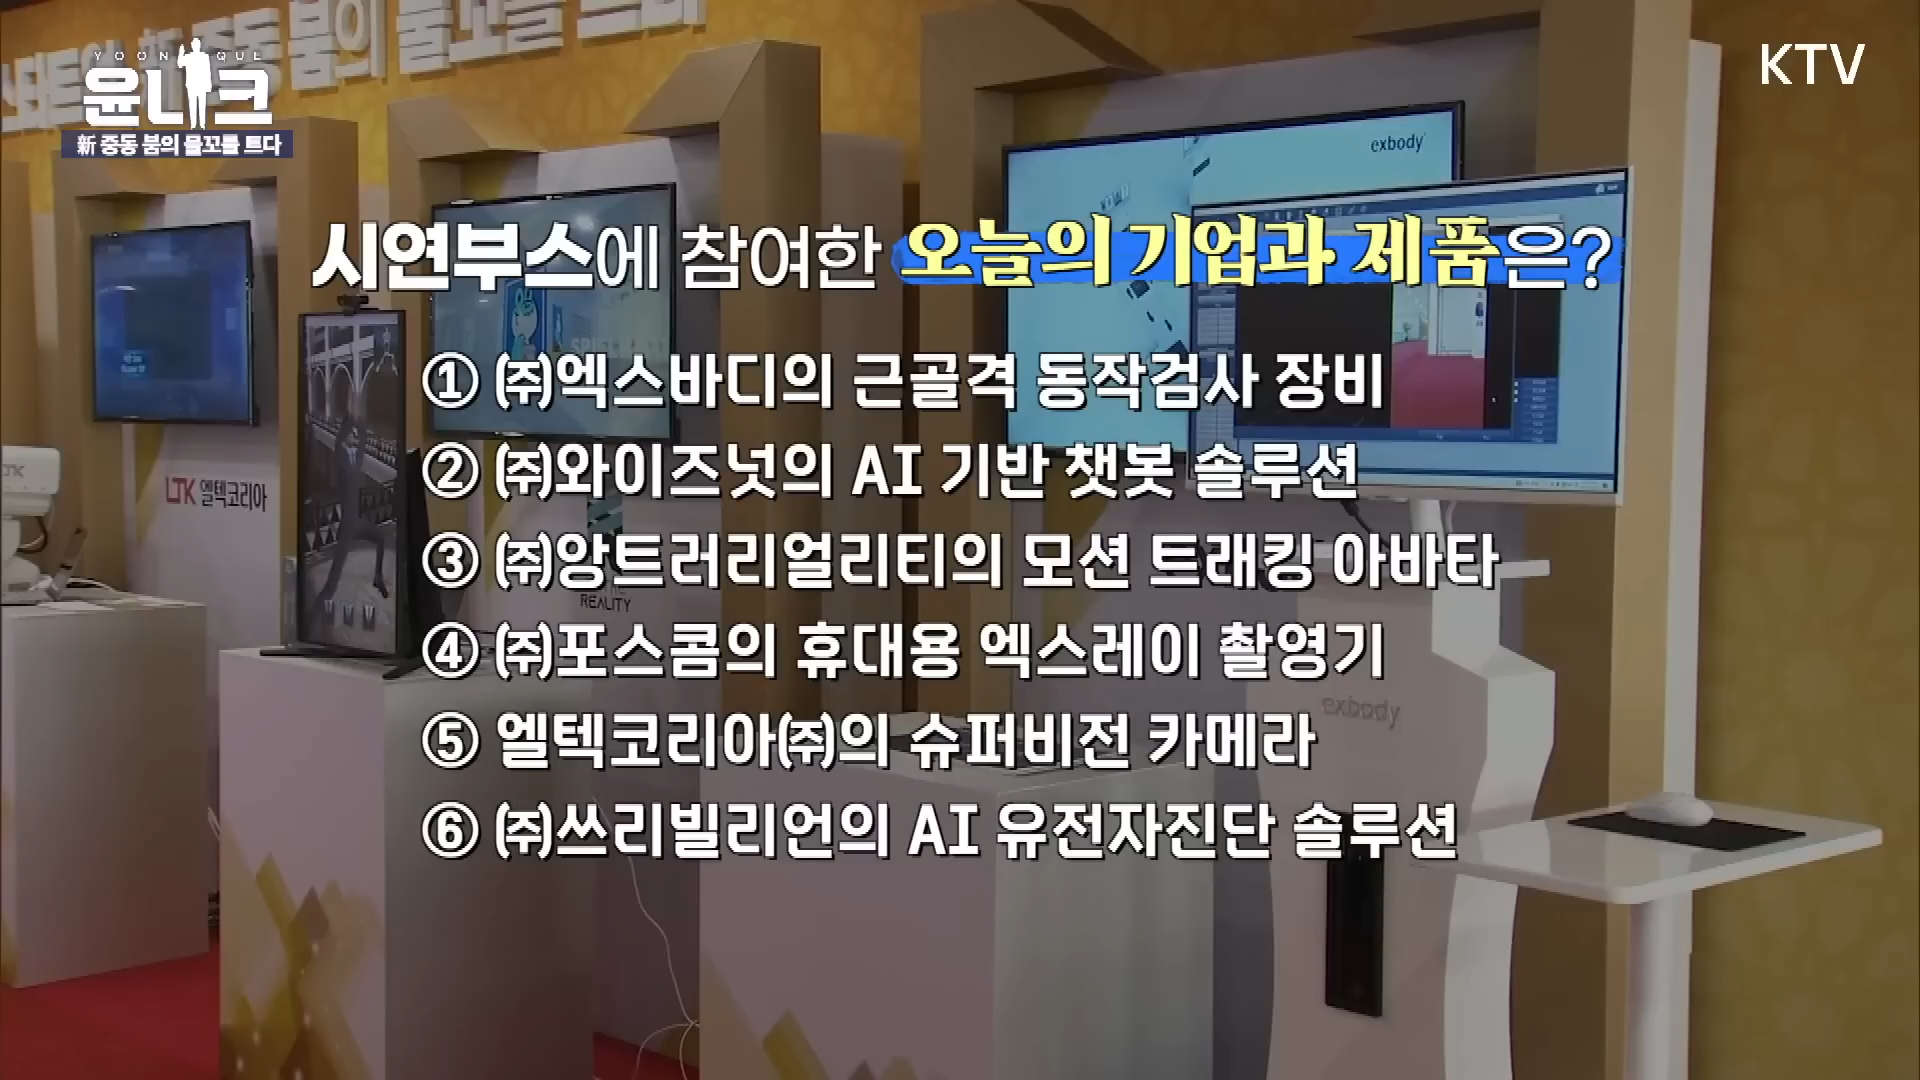 YOON QUE
윤니크
新 중동 붐의 물꼬를 트다
KTV
exbody
시연부스에 참여한 오늘의 기업과 제품은?
① ㈜엑스바디의 근골격 동작검사 장비
② ㈜와이즈넛의 AI 기반 챗봇 솔루션
LTK 엘텍코리아
③ ㈜앙트러리얼리티의 모션 트래킹 아바타
REALITY
④ ㈜포스콤의 휴대용 엑스레이 촬영기
exbody
⑤ 엘텍코리아㈜의 슈퍼비전 카메라
⑥ ㈜쓰리빌리언의 AI 유전자진단 솔루션